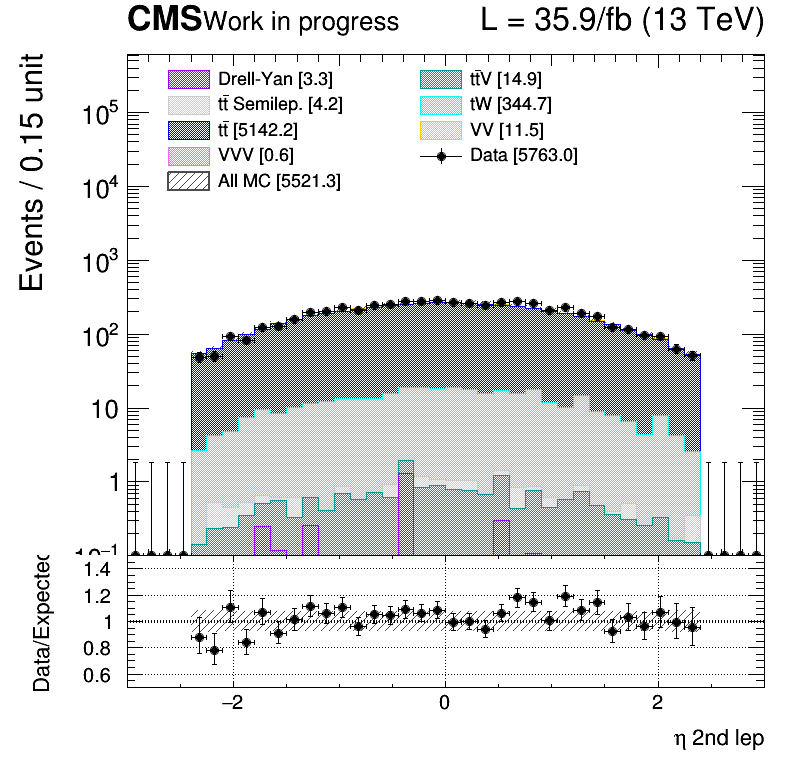 CMS Work in progress L = 35.9/fb (13 TeV)
Events / 0.15 unit
Drell-Yan [3.3] tt̄V [14.9]
tt̄ Semilep. [4.2] tW [344.7]
tt̄ [5142.2] VV [11.5]
VVV [0.6] Data [5763.0]
All MC [5521.3]
10⁵
10⁴
10³
10²
10
1
10⁻¹
Data/Expected
1.4
1.2
1
0.8
0.6
−2 0 2
η 2nd lep